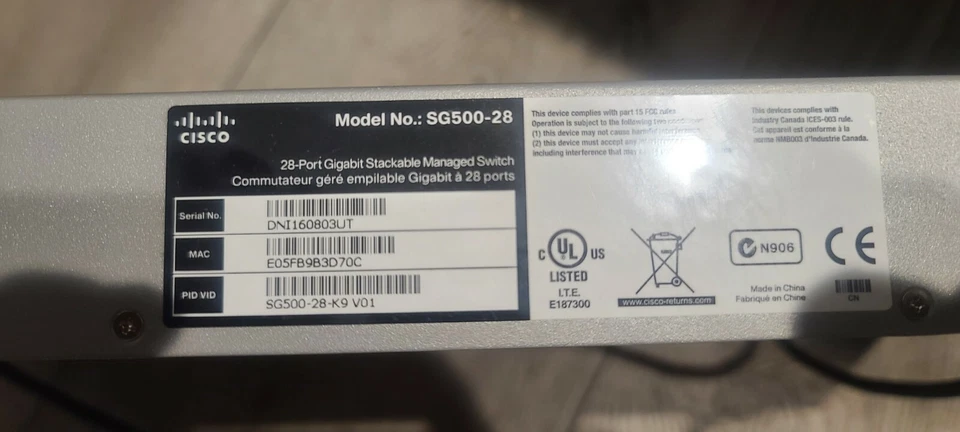 CISCO
Model No.: SG500-28
28-Port Gigabit Stackable Managed Switch
Commutateur géré empilable Gigabit à 28 ports
Serial No.
DNI160803UT
MAC
E05FB9B3D70C
PID VID
SG500-28-K9 V01
This device complies with part 15 FCC rules
Operation is subject to the following two conditions:
(1) this device may not cause harmful interference
(2) this device must accept any interference
including interference that may
This devices complies with
Industry Canada ICES-003 rule.
Cet appareil est conforme à la
norma NMB003 d'Industrie Canada.
C UL US
LISTED
I.T.E.
E187300
www.cisco-returns.com
N906
CE
Made in China
Fabriqué en Chine
CN